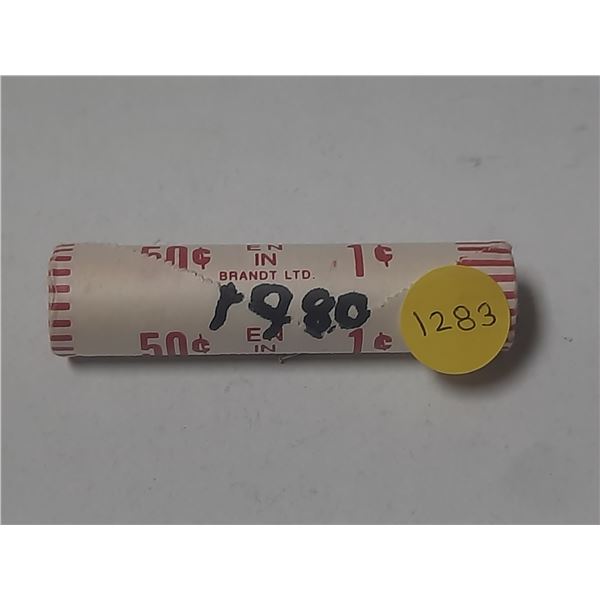 50¢ EN 1¢
IN
BRANDT LTD.
1980
1283
50¢ EN 1¢
IN